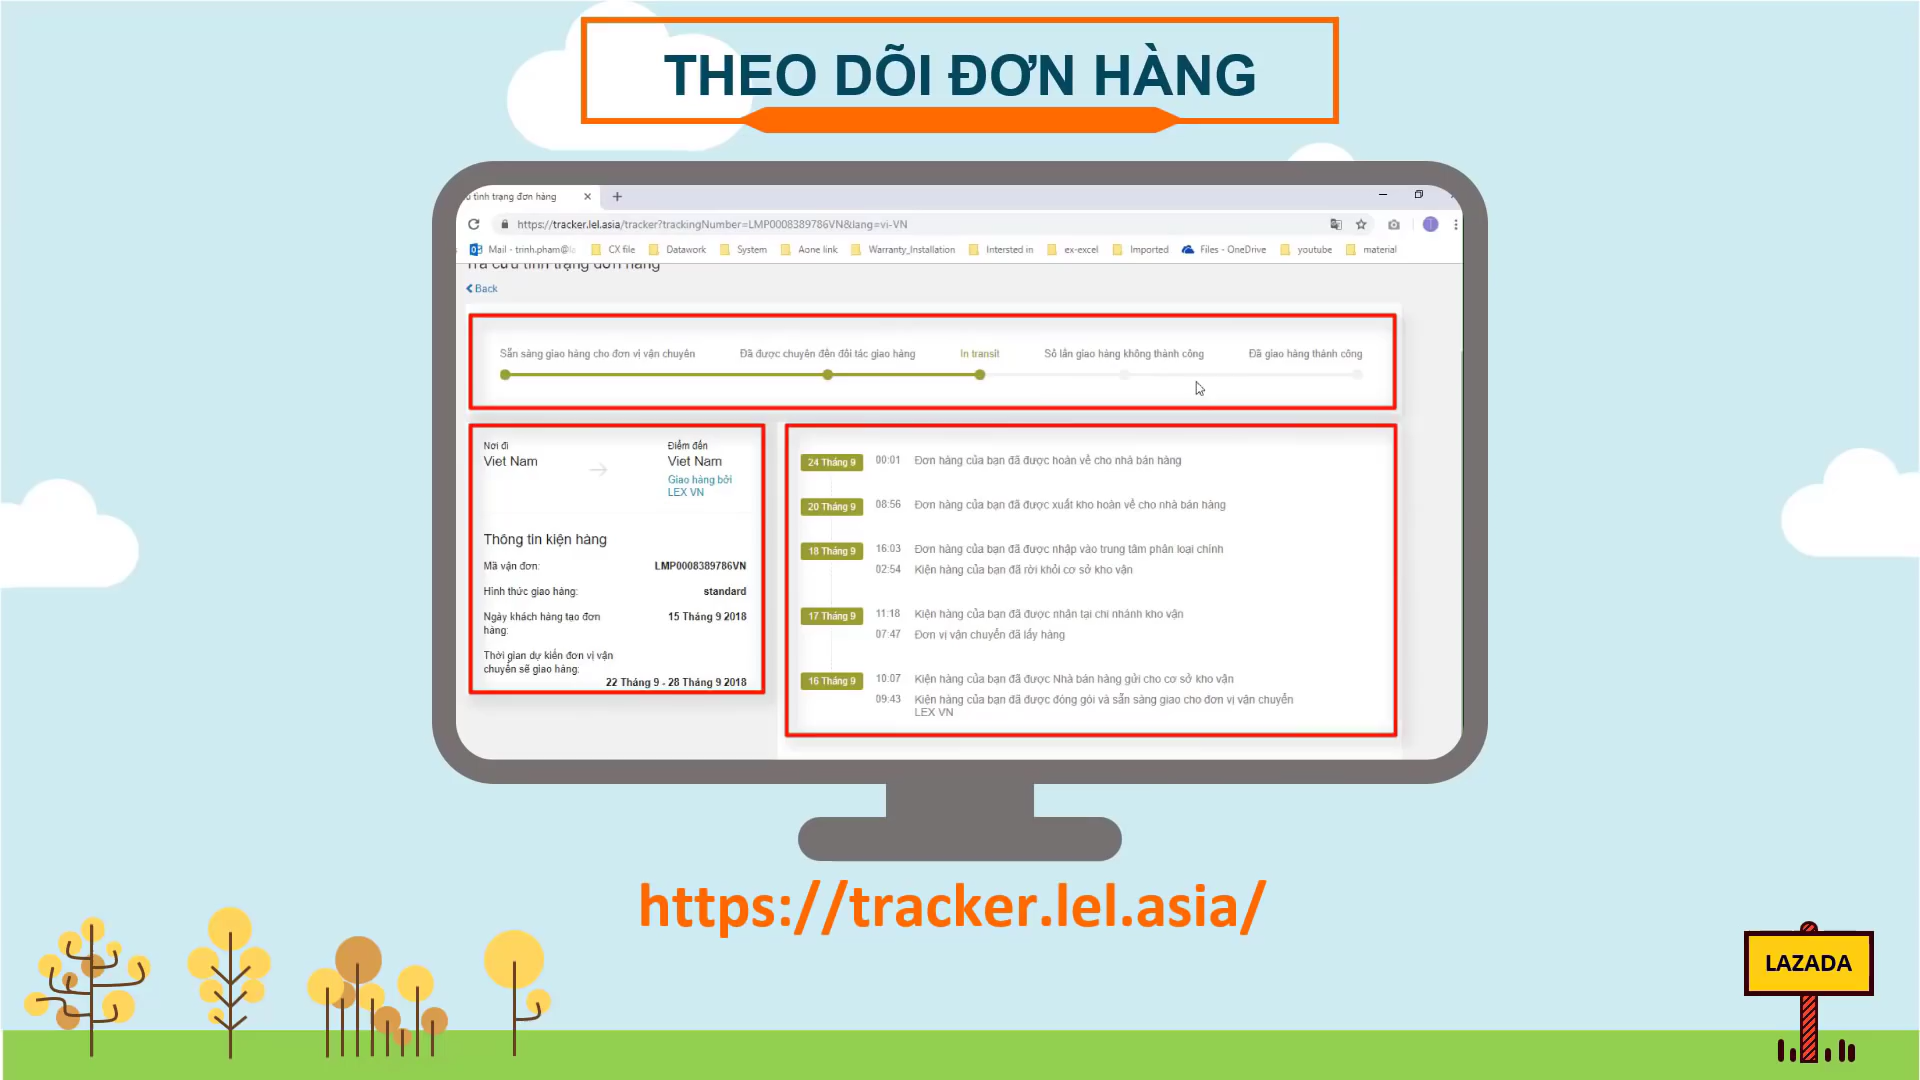 THEO DÕI ĐƠN HÀNG
tình trạng đơn hàng
https://tracker.lel.asia/tracker?trackingNumber=LMP0008389786VN&lang=vi-VN
Mail - trinh.pham@ CX file Datawork System Aone link Warranty_Installation Intersted in ex-excel Imported Files - OneDrive youtube material
Tra cứu tình trạng đơn hàng
Back
Sẵn sàng giao hàng cho đơn vị vận chuyển Đã được chuyển đến đối tác giao hàng In transit Số lần giao hàng không thành công Đã giao hàng thành công
Nơi đi Điểm đến
Viet Nam Viet Nam
Giao hàng bởi
LEX VN
Thông tin kiện hàng
Mã vận đơn: LMP0008389786VN
Hình thức giao hàng: standard
Ngày khách hàng tạo đơn hàng: 15 Tháng 9 2018
Thời gian dự kiến đơn vị vận chuyển sẽ giao hàng:
22 Tháng 9 - 28 Tháng 9 2018
24 Tháng 9 00:01 Đơn hàng của bạn đã được hoàn về cho nhà bán hàng
20 Tháng 9 08:56 Đơn hàng của bạn đã được xuất kho hoàn về cho nhà bán hàng
18 Tháng 9 16:03 Đơn hàng của bạn đã được nhập vào trung tâm phân loại chính
02:54 Kiện hàng của bạn đã rời khỏi cơ sở kho vận
17 Tháng 9 11:18 Kiện hàng của bạn đã được nhận tại chi nhánh kho vận
07:47 Đơn vị vận chuyển đã lấy hàng
16 Tháng 9 10:07 Kiện hàng của bạn đã được Nhà bán hàng gửi cho cơ sở kho vận
09:43 Kiện hàng của bạn đã được đóng gói và sẵn sàng giao cho đơn vị vận chuyển
LEX VN
https://tracker.lel.asia/
LAZADA